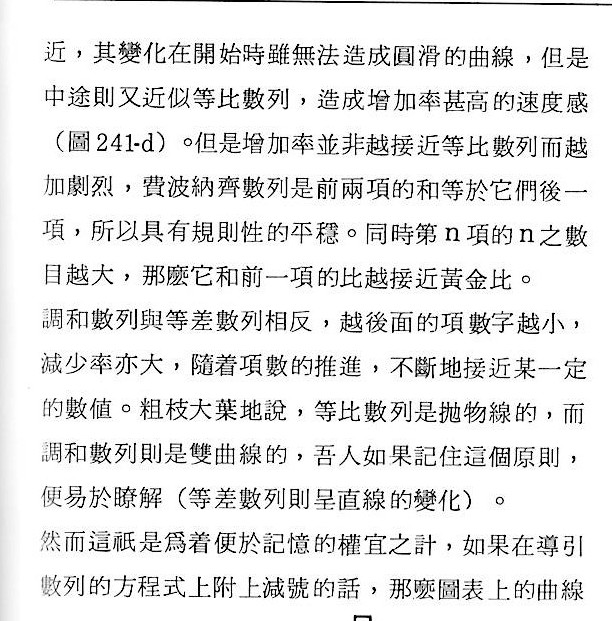 近，其變化在開始時雖無法造成圓滑的曲線，但是
中途則又近似等比數列，造成增加率甚高的速度感
（圖241-d）。但是增加率並非越接近等比數列而越
加劇烈，費波納齊數列是前兩項的和等於它們後一
項，所以具有規則性的平穩。同時第n項的n之數
目越大，那麽它和前一項的比越接近黃金比。
調和數列與等差數列相反，越後面的項數字越小，
減少率亦大，隨着項數的推進，不斷地接近某一定
的數值。粗枝大葉地說，等比數列是拋物線的，而
調和數列則是雙曲線的，吾人如果記住這個原則，
便易於瞭解（等差數列則呈直線的變化）。
然而這祇是爲着便於記憶的權宜之計，如果在導引
數列的方程式上附上減號的話，那麽圖表上的曲線